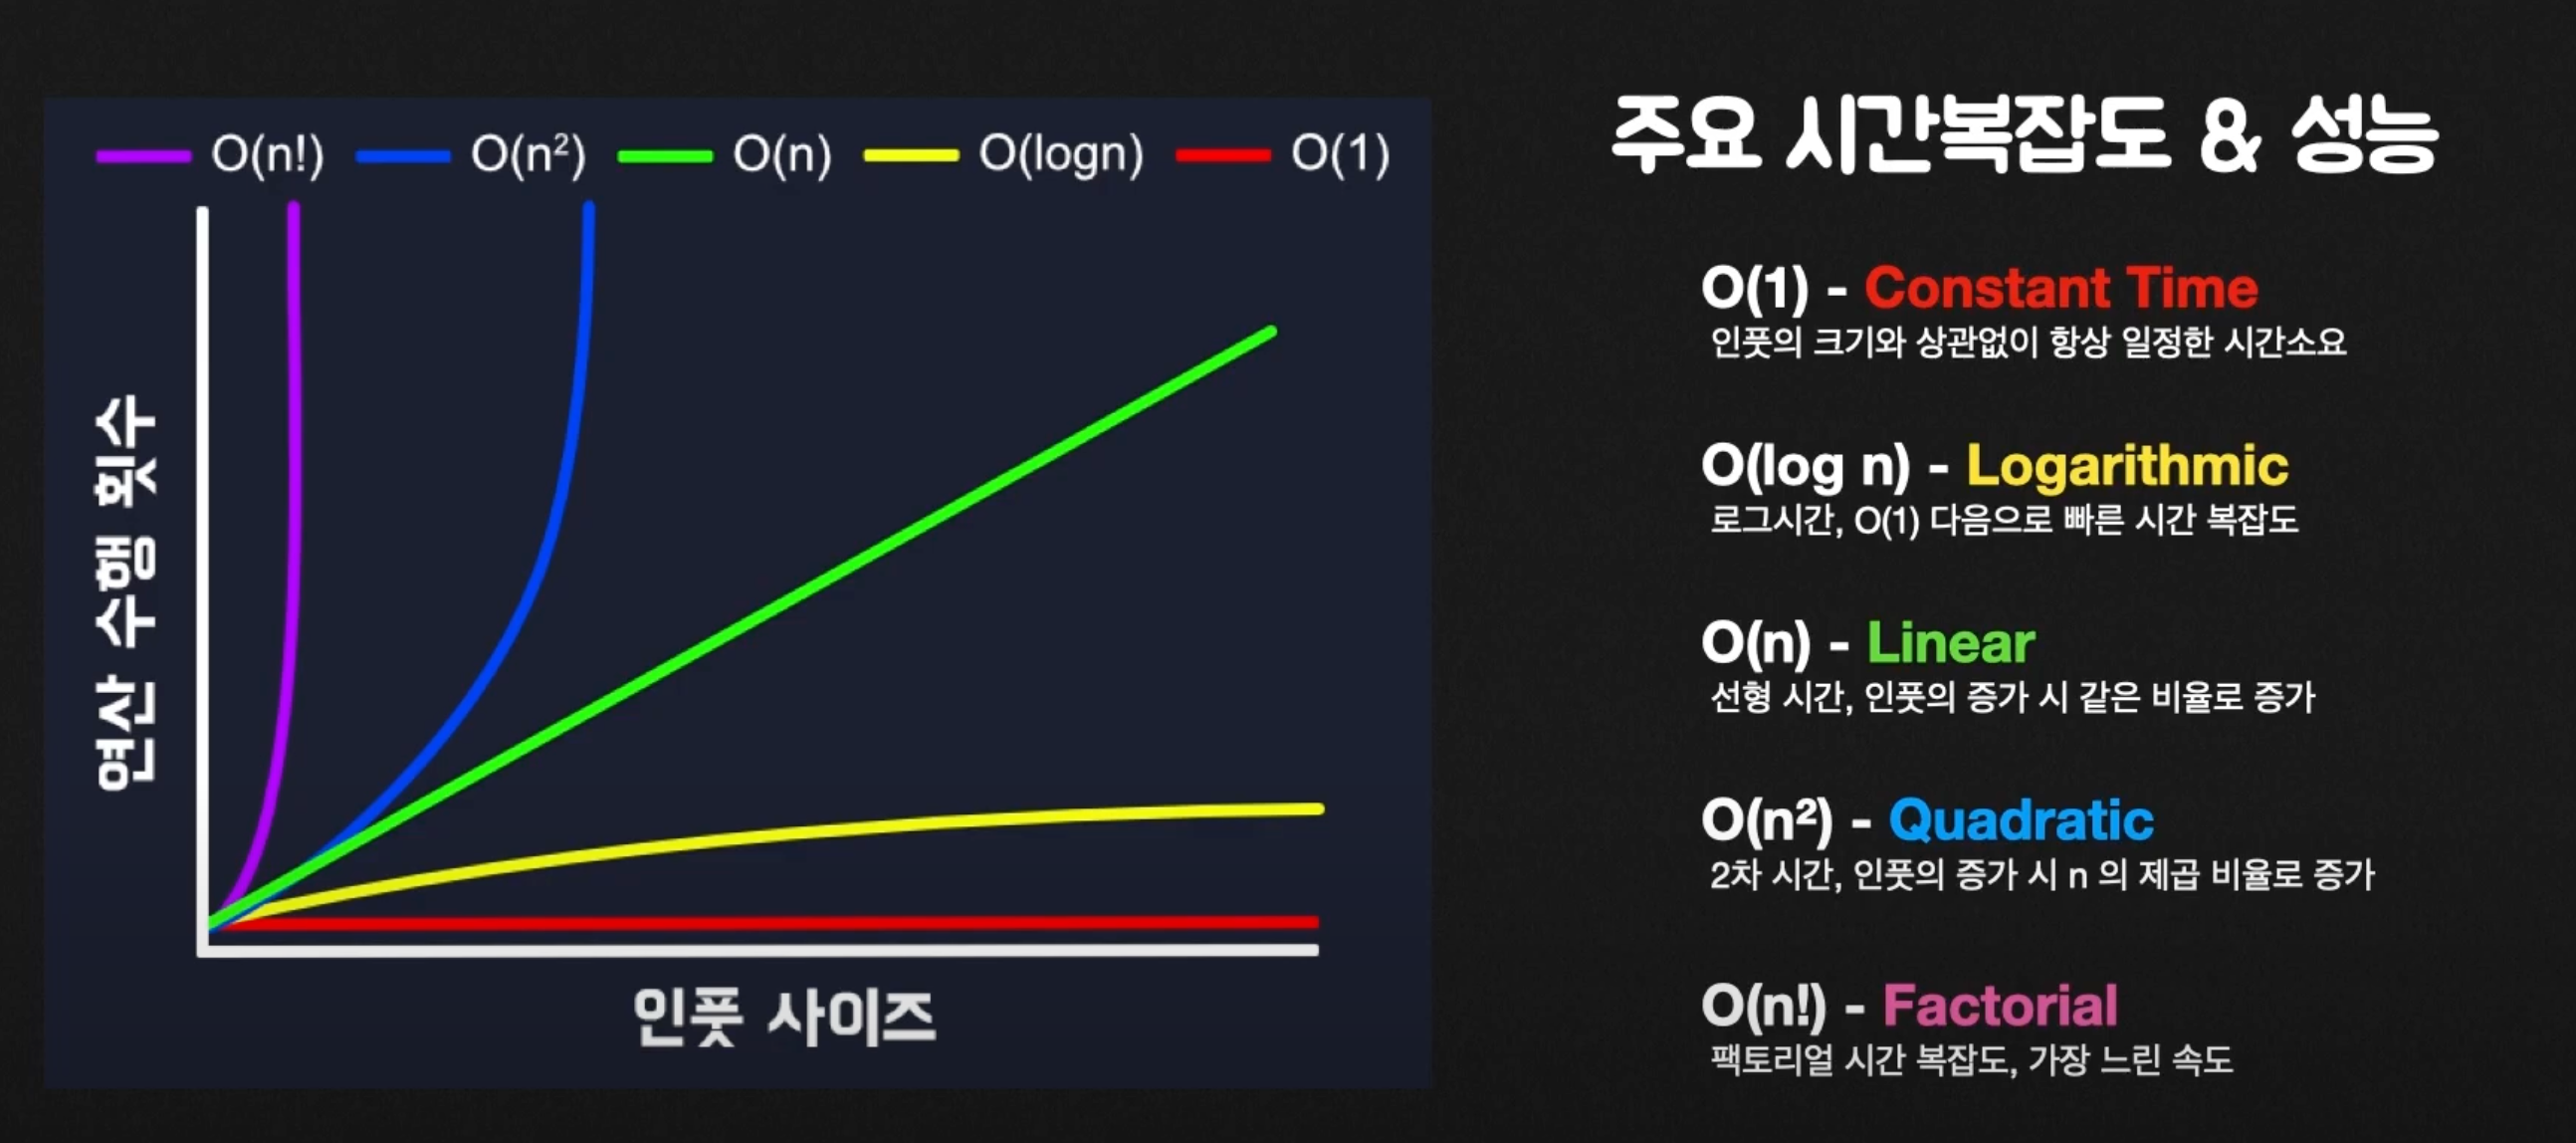 O(n!) O(n²) O(n) O(logn) O(1)
연산 수행 횟수
인풋 사이즈
주요 시간복잡도 & 성능
O(1) - Constant Time
인풋의 크기와 상관없이 항상 일정한 시간소요
O(log n) - Logarithmic
로그시간, O(1) 다음으로 빠른 시간 복잡도
O(n) - Linear
선형 시간, 인풋의 증가 시 같은 비율로 증가
O(n²) - Quadratic
2차 시간, 인풋의 증가 시 n 의 제곱 비율로 증가
O(n!) - Factorial
팩토리얼 시간 복잡도, 가장 느린 속도